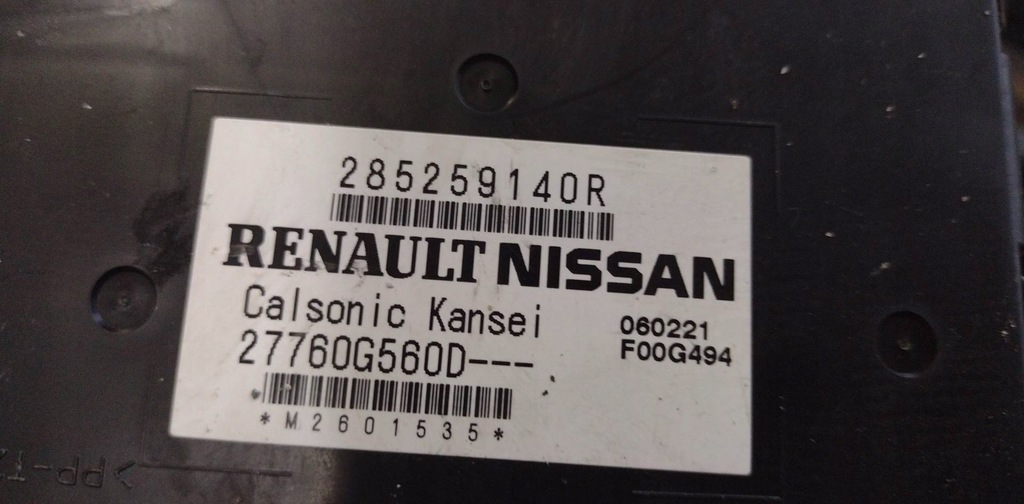 285259140R
RENAULT NISSAN
Calsonic Kansei
27760G560D---
060221
F00G494
*M2601535*